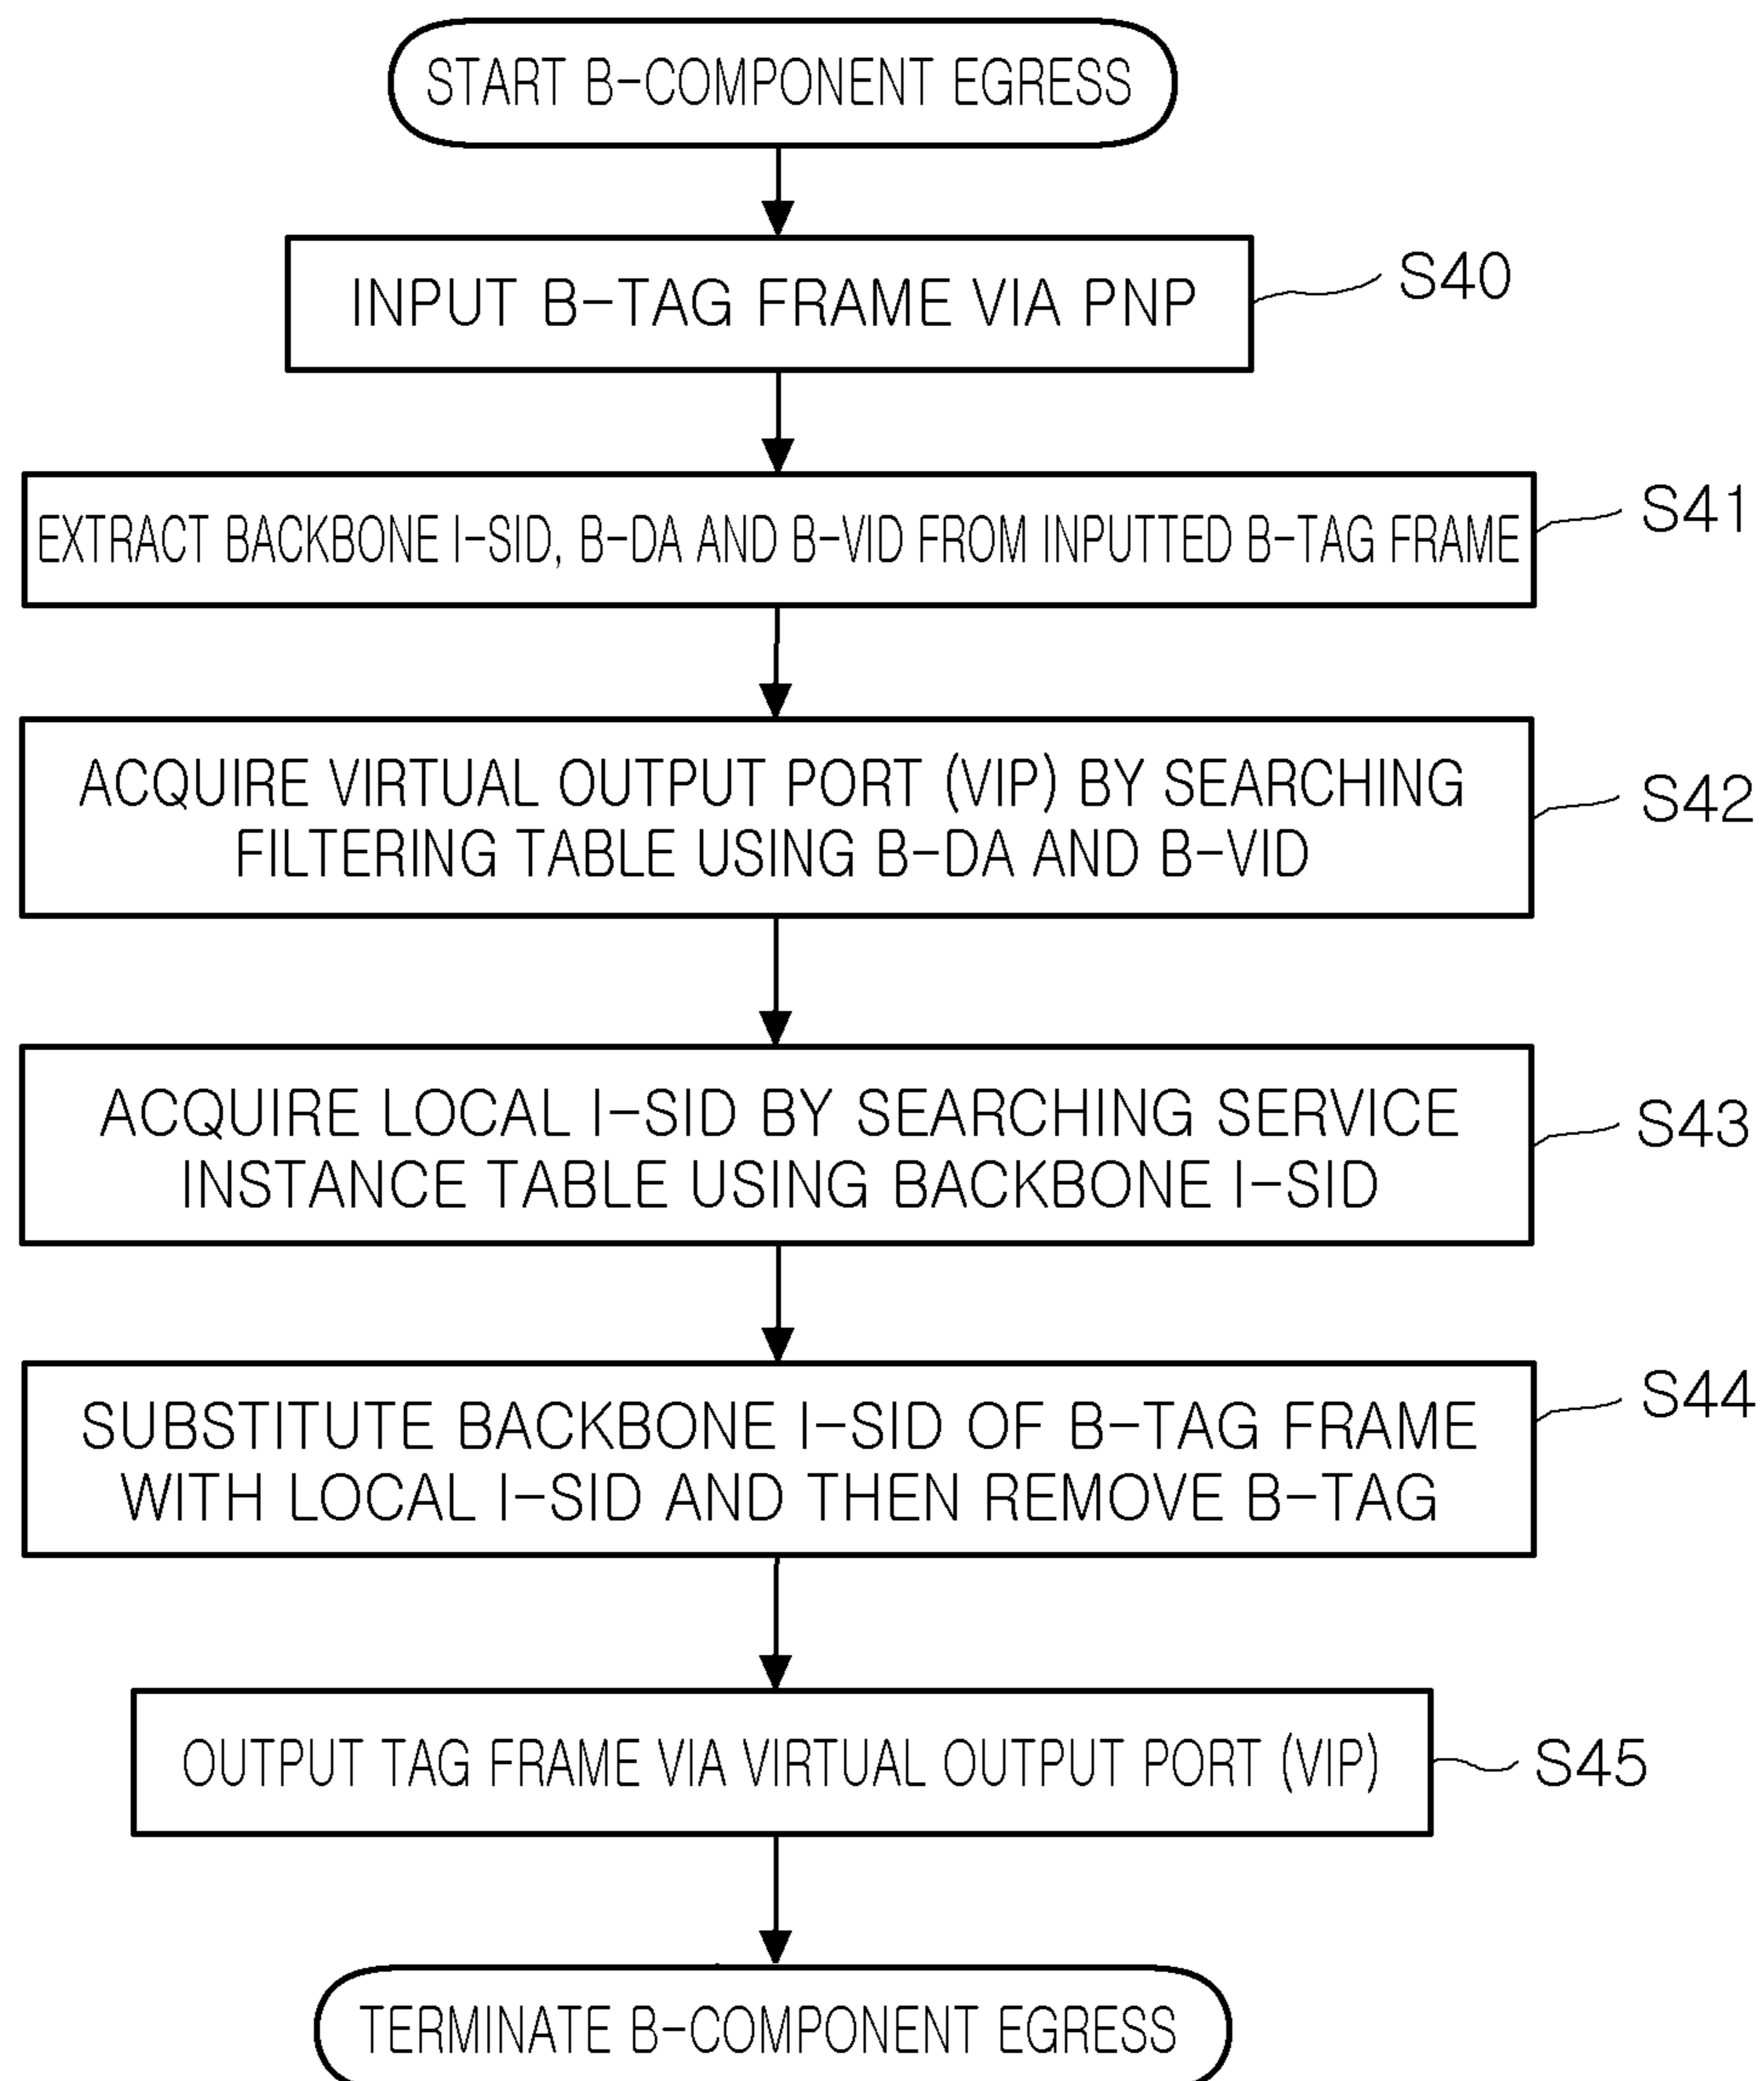 START B-COMPONENT EGRESS
INPUT B-TAG FRAME VIA PNP
S40
EXTRACT BACKBONE I-SID, B-DA AND B-VID FROM INPUTTED B-TAG FRAME
S41
ACQUIRE VIRTUAL OUTPUT PORT (VIP) BY SEARCHING
FILTERING TABLE USING B-DA AND B-VID
S42
ACQUIRE LOCAL I-SID BY SEARCHING SERVICE
INSTANCE TABLE USING BACKBONE I-SID
S43
SUBSTITUTE BACKBONE I-SID OF B-TAG FRAME
WITH LOCAL I-SID AND THEN REMOVE B-TAG
S44
OUTPUT TAG FRAME VIA VIRTUAL OUTPUT PORT (VIP)
S45
TERMINATE B-COMPONENT EGRESS